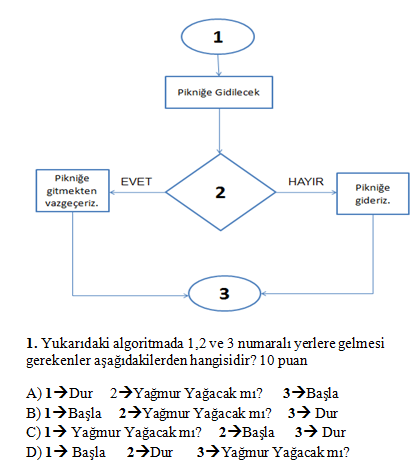 1
Pikniğe Gidilecek
Pikniğe
gitmekten
vazgeçeriz.
EVET
2
HAYIR
Pikniğe
gideriz.
3
1. Yukarıdaki algoritmada 1,2 ve 3 numaralı yerlere gelmesi
gerekenler aşağıdakilerden hangisidir? 10 puan
A) 1→Dur 2→Yağmur Yağacak mı? 3→Başla
B) 1→Başla 2→Yağmur Yağacak mı? 3→ Dur
C) 1→ Yağmur Yağacak mı? 2→Başla 3→ Dur
D) 1→ Başla 2→Dur 3→Yağmur Yağacak mı?